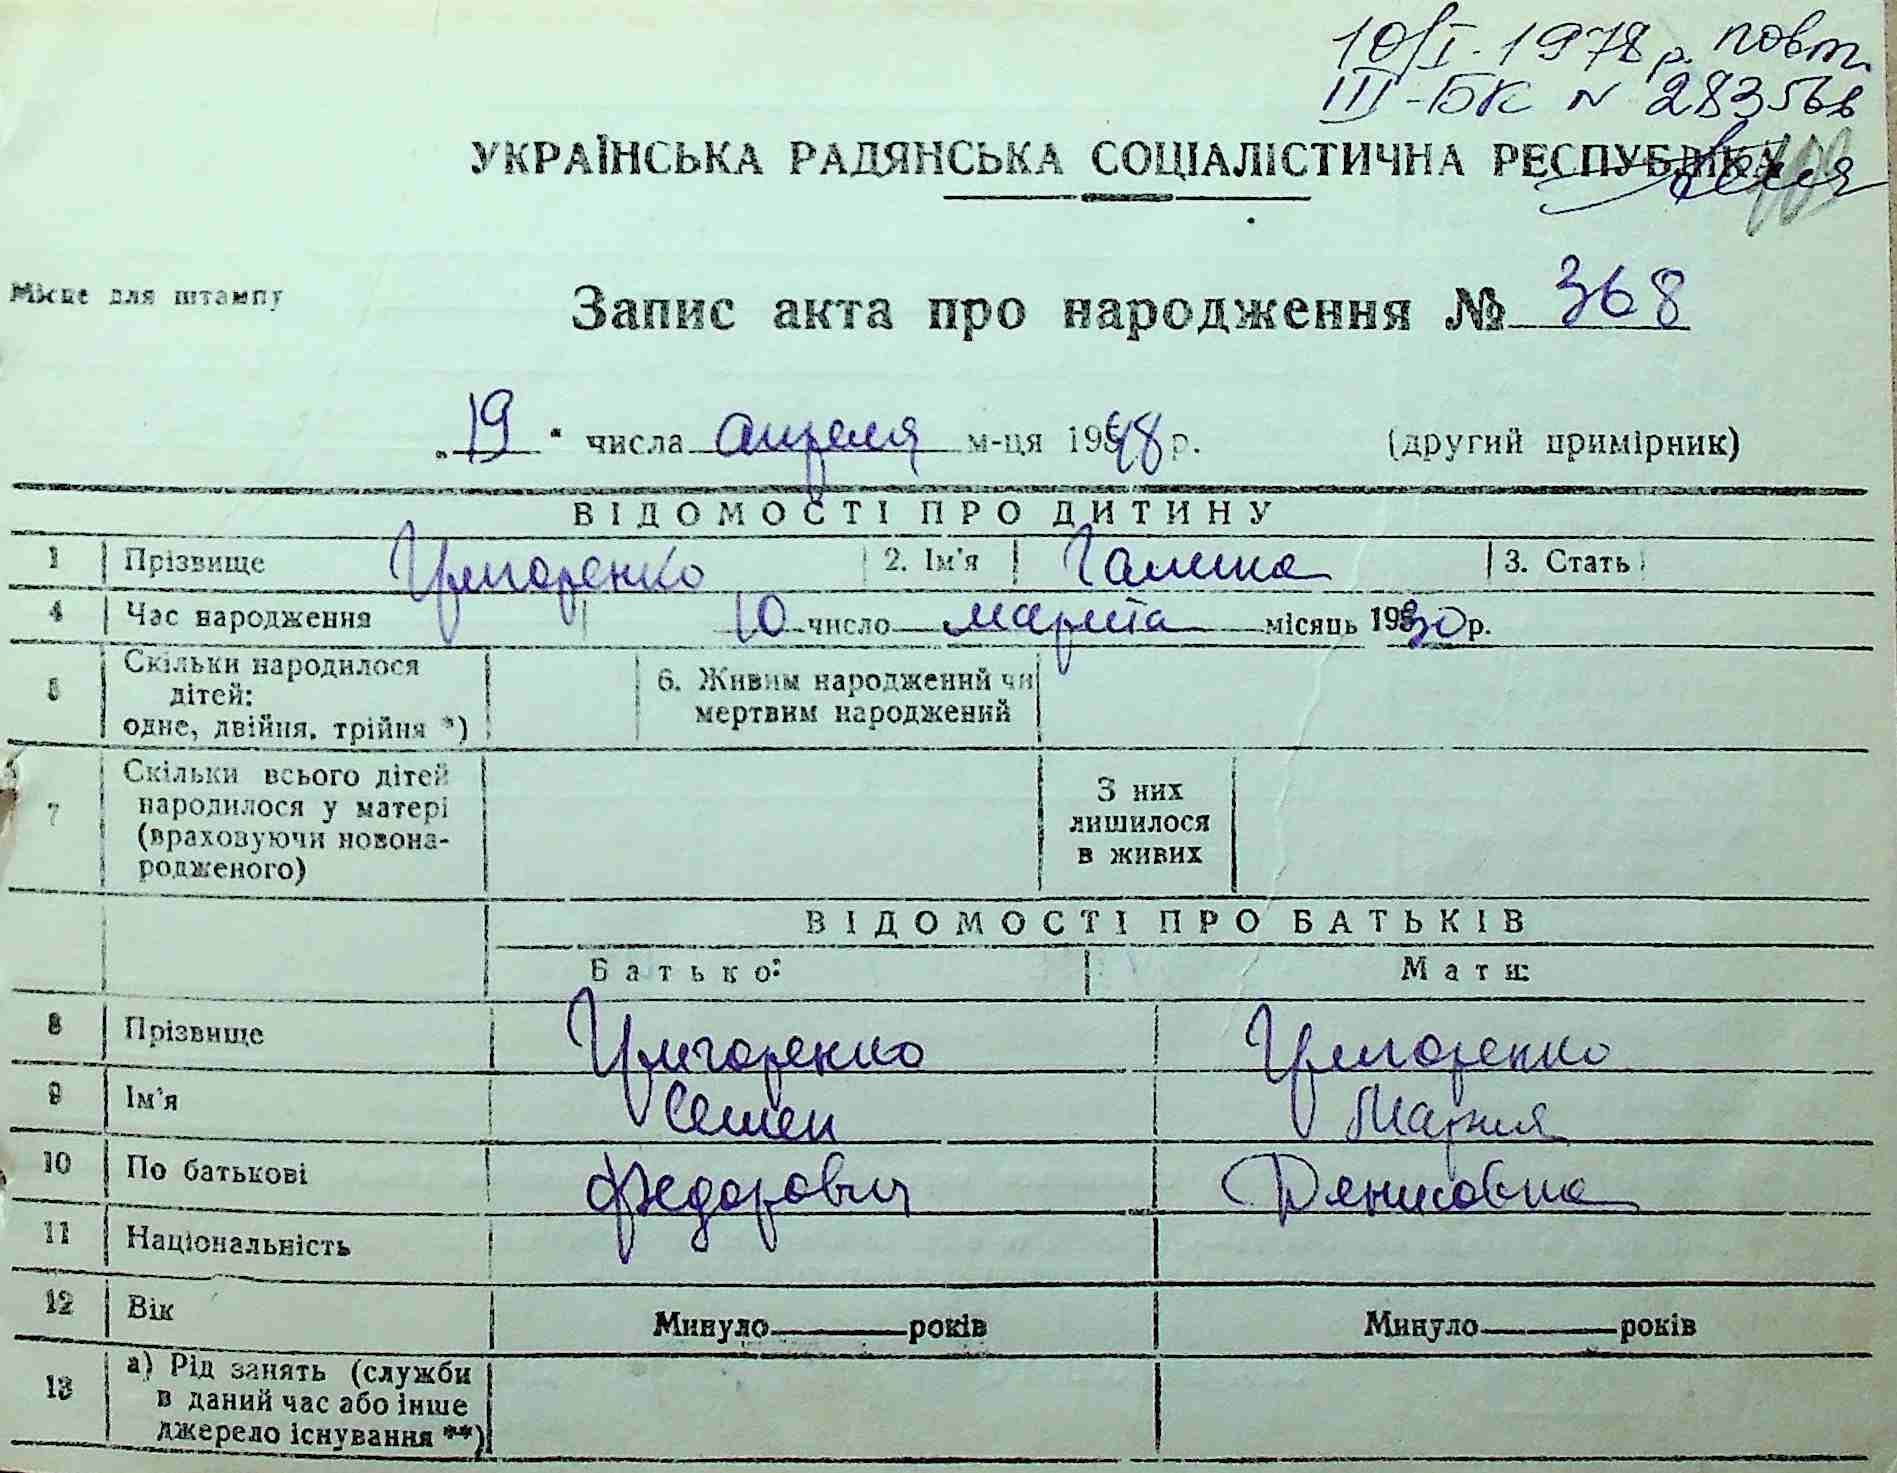 10/I-1978 р. повт.
III-БК N 283566
УКРАЇНСЬКА РАДЯНСЬКА СОЦІАЛІСТИЧНА РЕСПУБЛІКА
Місце для штампу
Запис акта про народження № 368
„19" числа апреля м-ця 1948 р. (другий примірник)
ВІДОМОСТІ ПРО ДИТИНУ
1 Прізвище Григоренко 2. Ім'я Галина 3. Стать
4 Час народження 10 число марта місяць 1930 р.
5 Скільки народилося дітей: одне, двійня, трійня *) 6. Живим народжений чи мертвим народжений
7 Скільки всього дітей народилося у матері (враховуючи новона-родженого) З них лишилося в живих
ВІДОМОСТІ ПРО БАТЬКІВ
Батько: Мати:
8 Прізвище Григоренко Григоренко
9 Ім'я Семен Мария
10 По батькові Федорович Денисовна
11 Національність
12 Вік Минуло років Минуло років
13 а) Рід занять (служби в даний час або інше джерело існування **)